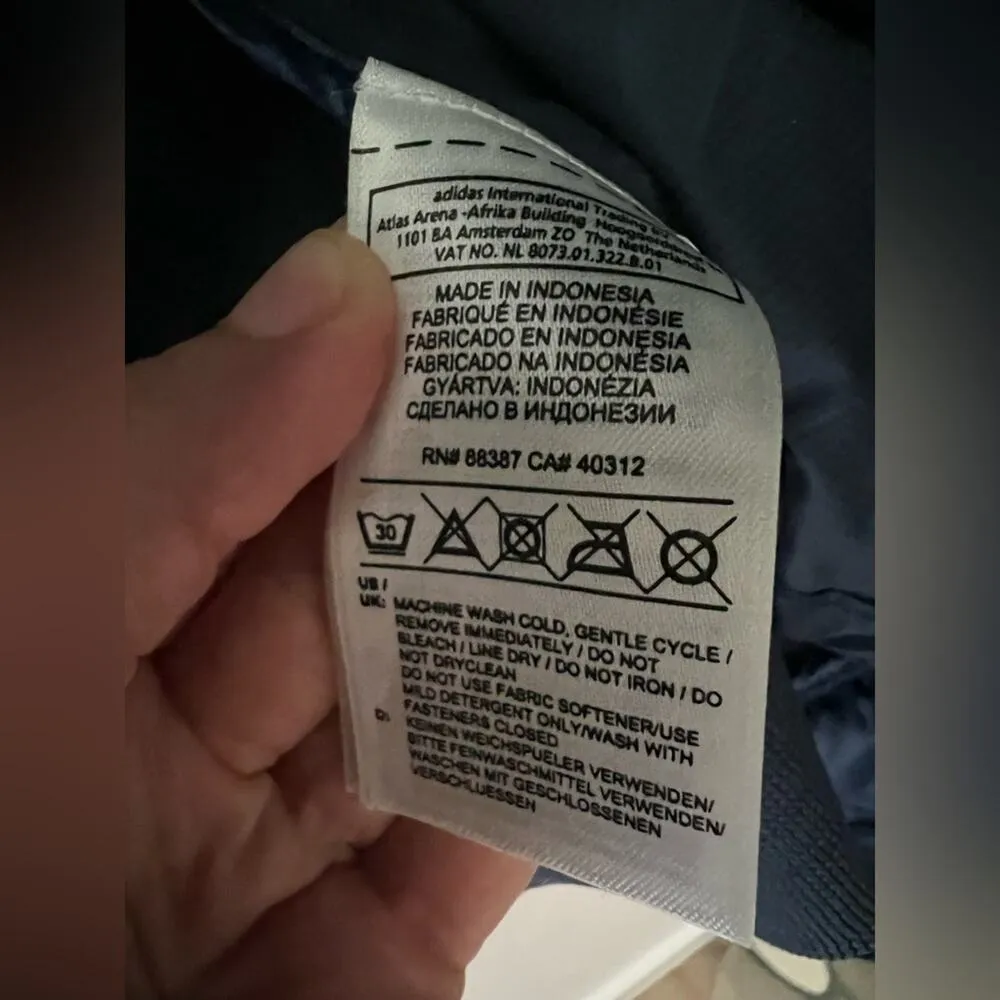 adidas International Trading
Atlas Arena -Afrika Building
1101 BA Amsterdam ZO The Netherlands
VAT NO. NL 8073.01.322.B.01
MADE IN INDONESIA
FABRIQUÉ EN INDONÉSIE
FABRICADO EN INDONESIA
FABRICADO NA INDONÉSIA
GYÁRTVA: INDONÉZIA
СДЕЛАНО В ИНДОНЕЗИИ
RN# 88387 CA# 40312
30
US /
UK: MACHINE WASH COLD, GENTLE CYCLE /
REMOVE IMMEDIATELY / DO NOT
BLEACH / LINE DRY / DO NOT IRON / DO
NOT DRYCLEAN
DO NOT USE FABRIC SOFTENER/USE
MILD DETERGENT ONLY/WASH WITH
FASTENERS CLOSED
D: KEINEN WEICHSPUELER VERWENDEN/
BITTE FEINWASCHMITTEL VERWENDEN/
WASCHEN MIT GESCHLOSSENEN
VERSCHLUESSEN